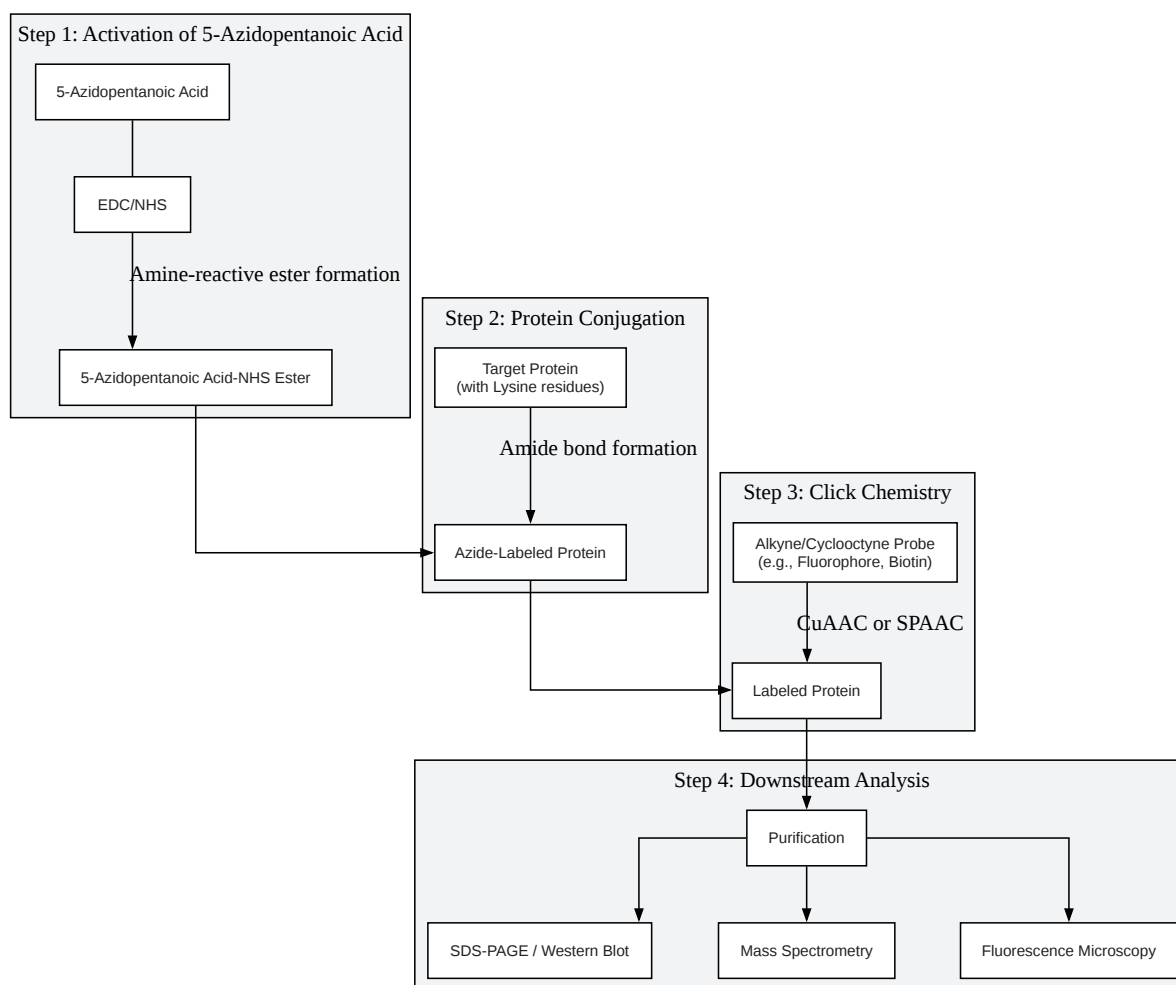 Step 1: Activation of 5-Azidopentanoic Acid
5-Azidopentanoic Acid
EDC/NHS
Amine-reactive ester formation
5-Azidopentanoic Acid-NHS Ester
Step 2: Protein Conjugation
Target Protein
(with Lysine residues)
Amide bond formation
Azide-Labeled Protein
Step 3: Click Chemistry
Alkyne/Cyclooctyne Probe
(e.g., Fluorophore, Biotin)
CuAAC or SPAAC
Labeled Protein
Step 4: Downstream Analysis
Purification
SDS-PAGE / Western Blot
Mass Spectrometry
Fluorescence Microscopy